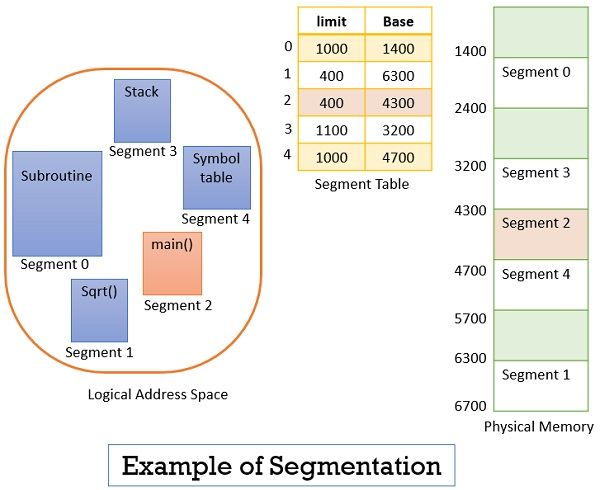 Stack
Segment 3
Subroutine
Segment 0
Symbol
table
Segment 4
main()
Segment 2
Sqrt()
Segment 1
Logical Address Space
limit Base
0 1000 1400
1 400 6300
2 400 4300
3 1100 3200
4 1000 4700
Segment Table
1400
Segment 0
2400
3200
Segment 3
4300
Segment 2
4700
Segment 4
5700
6300
Segment 1
6700
Physical Memory
Example of Segmentation